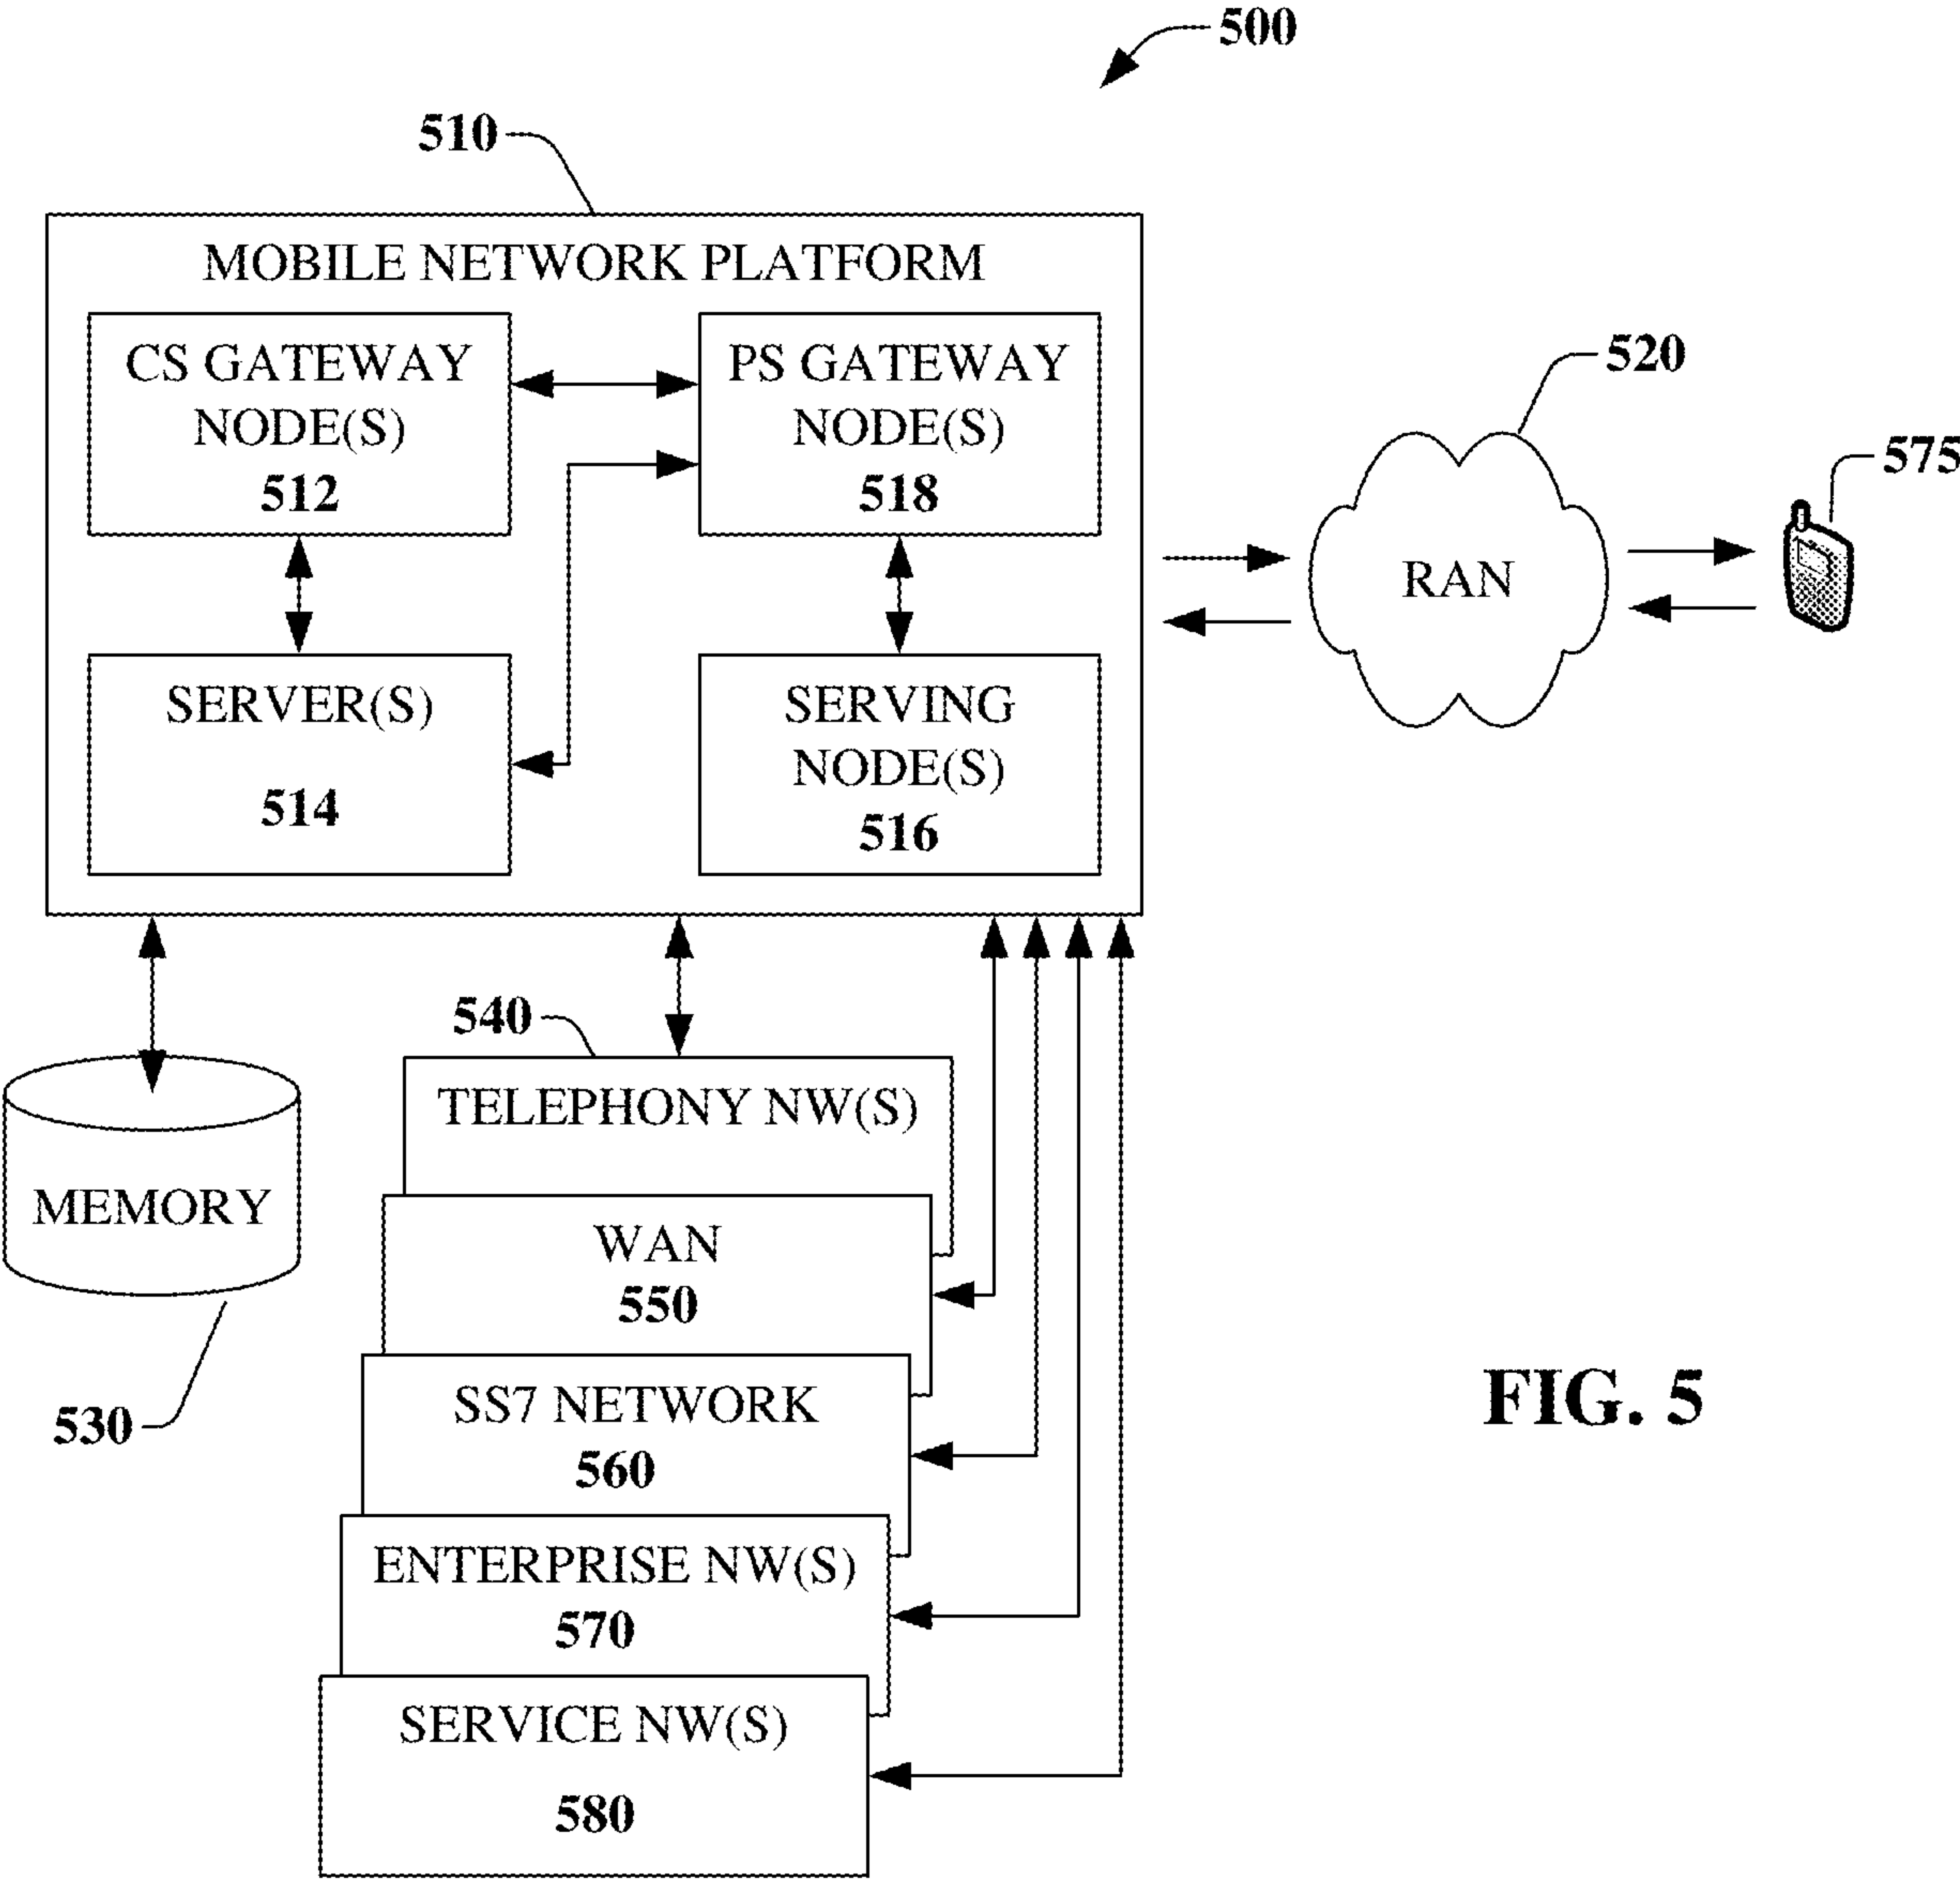 500
510
MOBILE NETWORK PLATFORM
CS GATEWAY
NODE(S)
512
PS GATEWAY
NODE(S)
518
SERVER(S)
514
SERVING
NODE(S)
516
520
RAN
575
540
TELEPHONY NW(S)
MEMORY
530
WAN
550
SS7 NETWORK
560
ENTERPRISE NW(S)
570
SERVICE NW(S)
580
FIG. 5